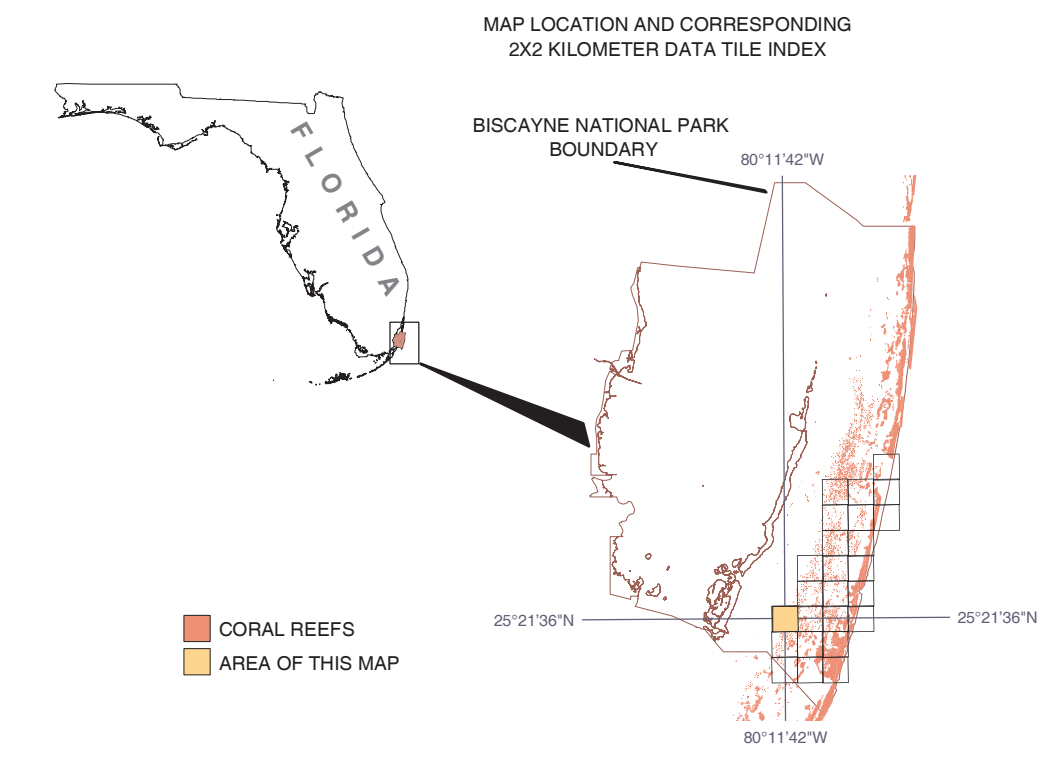 MAP LOCATION AND CORRESPONDING
2X2 KILOMETER DATA TILE INDEX
BISCAYNE NATIONAL PARK
BOUNDARY
80°11'42"W
FLORIDA
25°21'36"N
25°21'36"N
CORAL REEFS
AREA OF THIS MAP
80°11'42"W